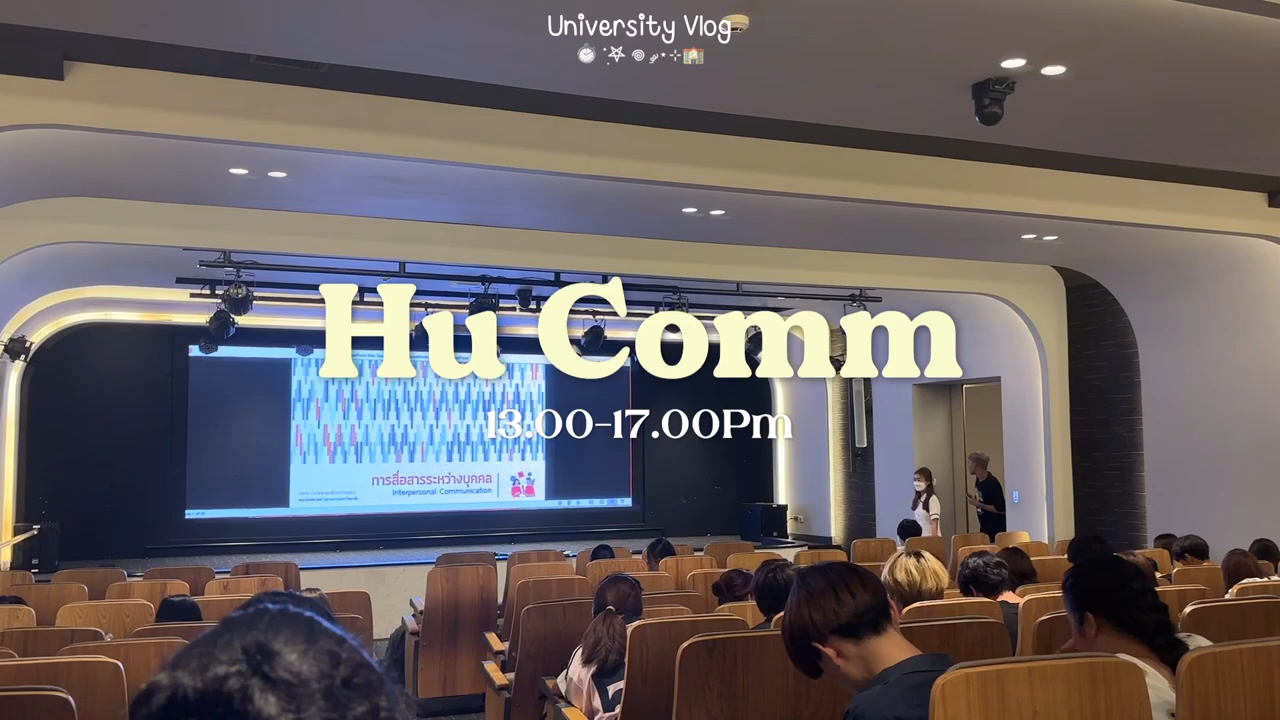 University Vlog
Hu Comm
13.00-17.00Pm
การสื่อสารระหว่างบุคคล
Interpersonal Communication